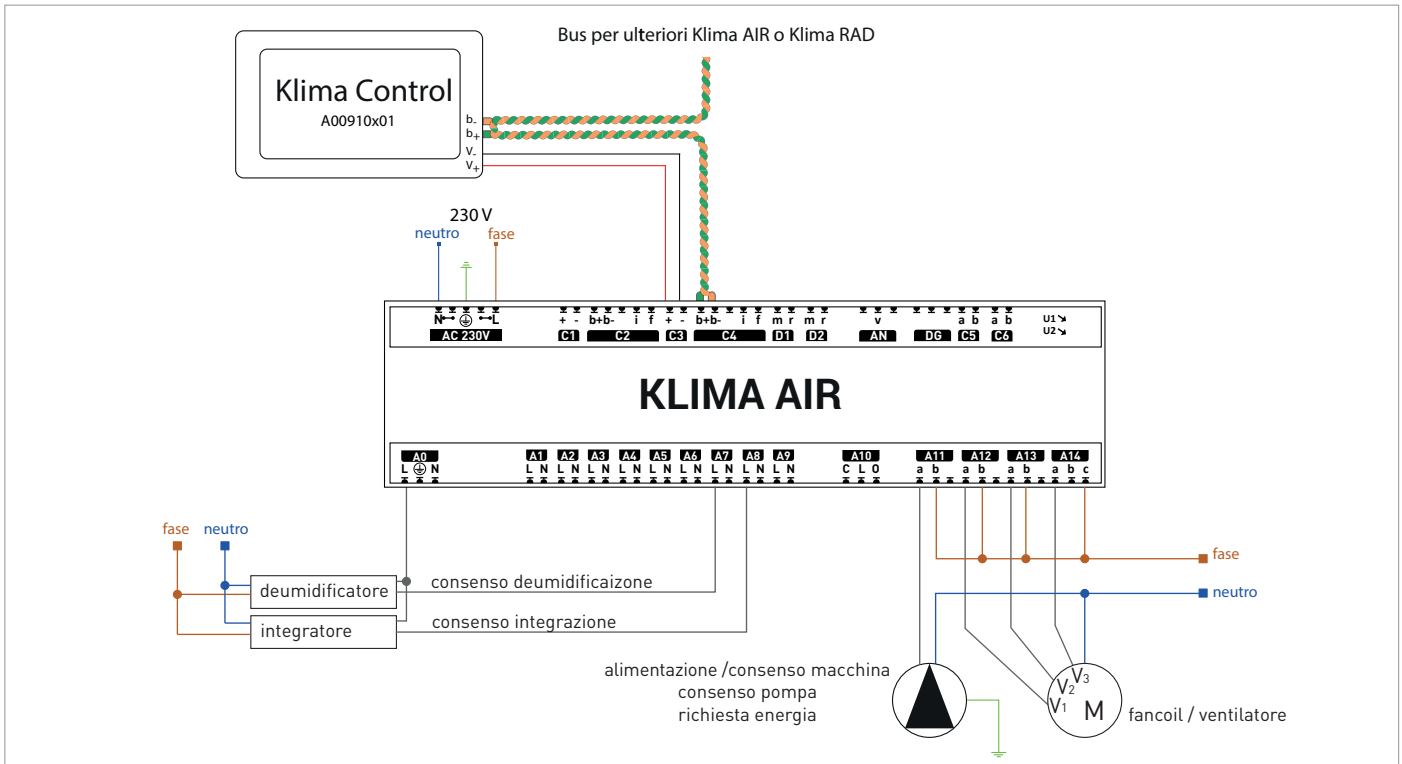 Bus per ulteriori Klima AIR o Klima RAD
Klima Control
A00910x01
b-
b+
V-
V+
230 V
neutro fase
N L + - b+b- i f + - b+b- i f m r m r v a b a b U1
AC 230V C1 C2 C3 C4 D1 D2 AN DG C5 C6 U2
KLIMA AIR
A0 A1 A2 A3 A4 A5 A6 A7 A8 A9 A10 A11 A12 A13 A14
L N L N L N L N L N L N L N L N L N L N C L O a b a b a b a b c
fase neutro
fase
deumidificatore consenso deumidificaizone
neutro
integratore consenso integrazione
alimentazione /consenso macchina
consenso pompa
richiesta energia
V1 V2 V3
M
fancoil / ventilatore